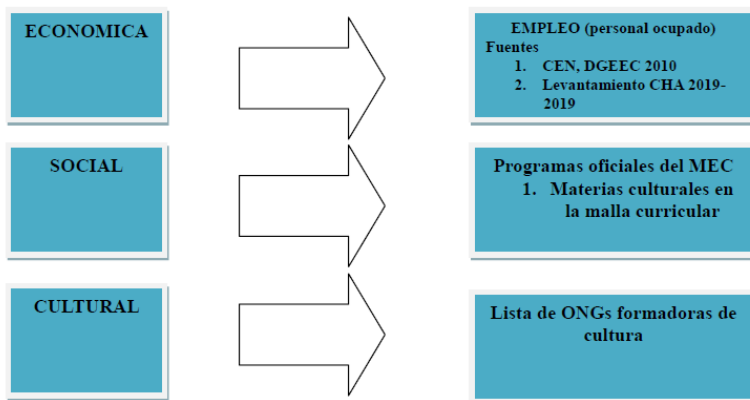 ECONOMICA
EMPLEO (personal ocupado)
Fuentes
1. CEN, DGEEC 2010
2. Levantamiento CHA 2019-
2019
SOCIAL
Programas oficiales del MEC
1. Materias culturales en
la malla curricular
CULTURAL
Lista de ONGs formadoras de
cultura